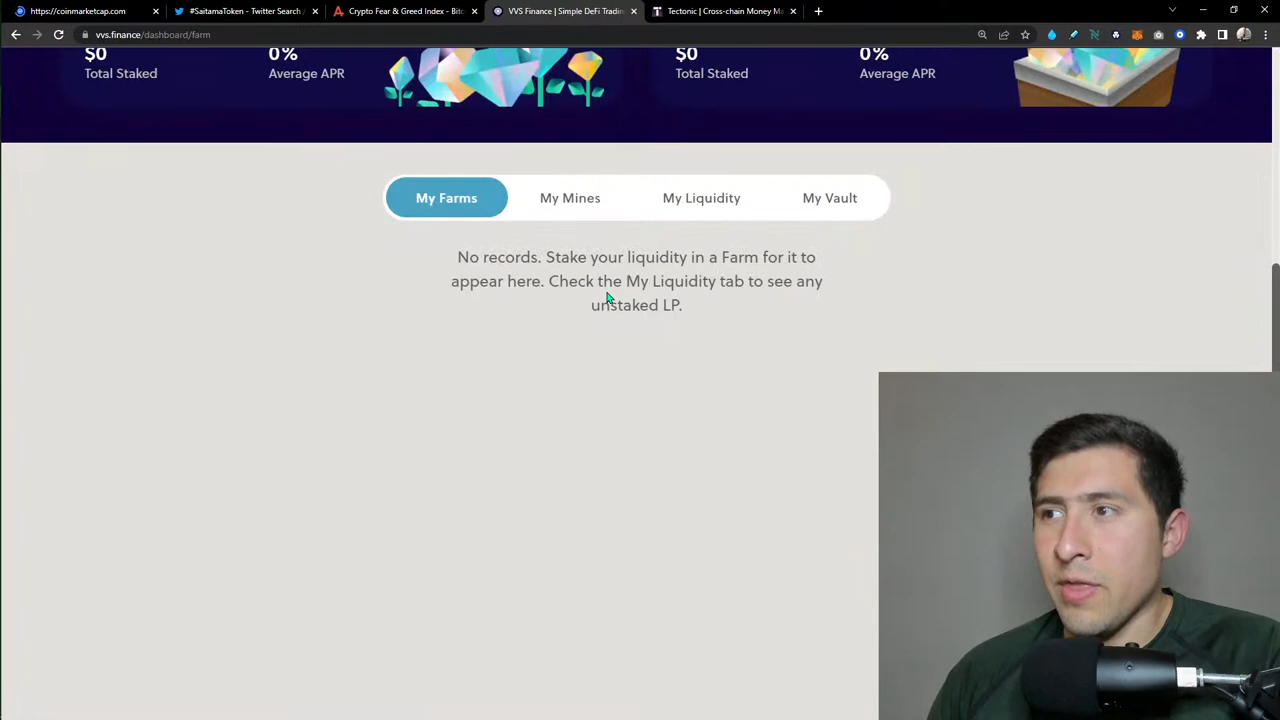 https://coinmarketcap.com
#SaitamaToken - Twitter Search /
Crypto Fear & Greed Index - Bitc
VVS Finance | Simple DeFi Tradin
Tectonic | Cross-chain Money Ma
vvs.finance/dashboard/farm
$0
0%
$0
0%
Total Staked
Average APR
Total Staked
Average APR
My Farms
My Mines
My Liquidity
My Vault
No records. Stake your liquidity in a Farm for it to
appear here. Check the My Liquidity tab to see any
unstaked LP.